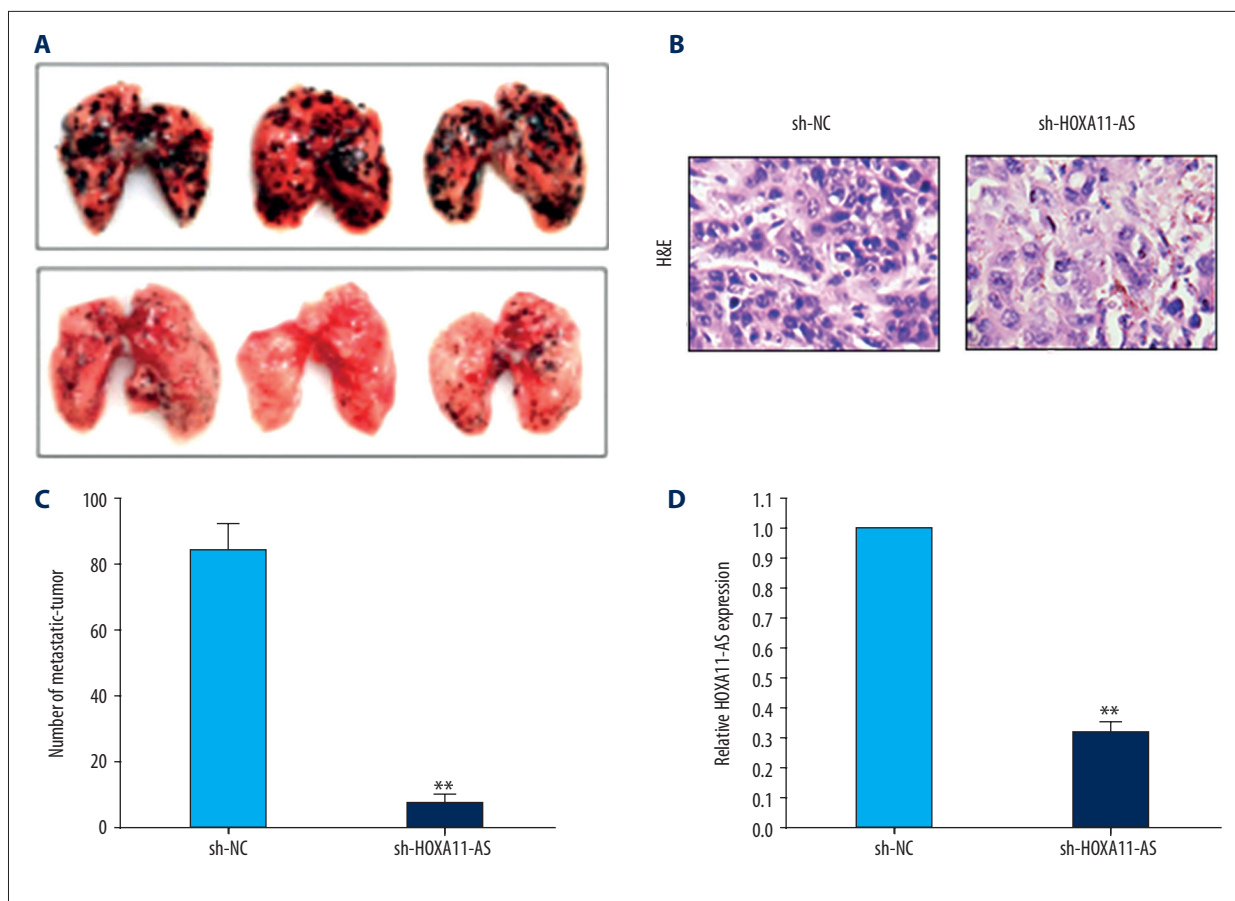 A
B
sh-NC
sh-HOXA11-AS
H&E
C
Number of metastatic-tumor
100
80
60
40
20
0
**
sh-NC
sh-HOXA11-AS
D
Relative HOXA11-AS expression
1.1
1.0
0.9
0.8
0.7
0.6
0.5
0.4
0.3
0.2
0.1
0.0
**
sh-NC
sh-HOXA11-AS